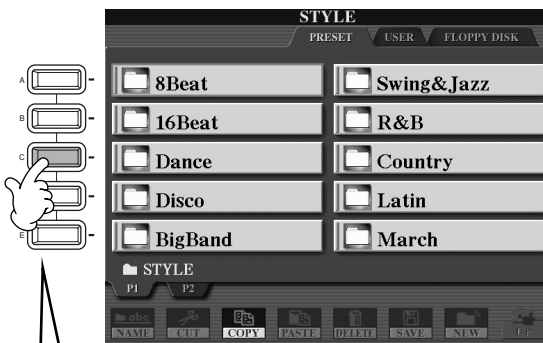 STYLE
PRESET USER FLOPPY DISK
A 8Beat Swing&Jazz
B 16Beat R&B
C Dance Country
Disco Latin
E BigBand March
STYLE
P1 P2
abc
NAME CUT COPY PASTE DELETE SAVE NEW UP